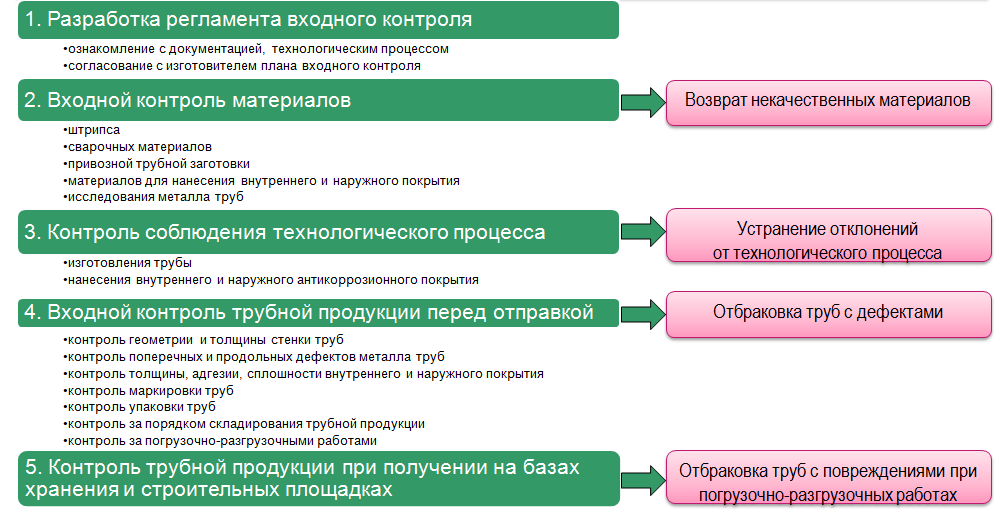 1. Разработка регламента входного контроля
•ознакомление с документацией, технологическим процессом
•согласование с изготовителем плана входного контроля
2. Входной контроль материалов
Возврат некачественных материалов
•штрипса
•сварочных материалов
•привозной трубной заготовки
•материалов для нанесения внутреннего и наружного покрытия
•исследования металла труб
3. Контроль соблюдения технологического процесса
Устранение отклонений
от технологического процесса
•изготовления трубы
•нанесения внутреннего и наружного антикоррозионного покрытия
4. Входной контроль трубной продукции перед отправкой
Отбраковка труб с дефектами
•контроль геометрии и толщины стенки труб
•контроль поперечных и продольных дефектов металла труб
•контроль толщины, адгезии, сплошности внутреннего и наружного покрытия
•контроль маркировки труб
•контроль упаковки труб
•контроль за порядком складирования трубной продукции
•контроль за погрузочно-разгрузочными работами
5. Контроль трубной продукции при получении на базах
хранения и строительных площадках
Отбраковка труб с повреждениями при
погрузочно-разгрузочных работах